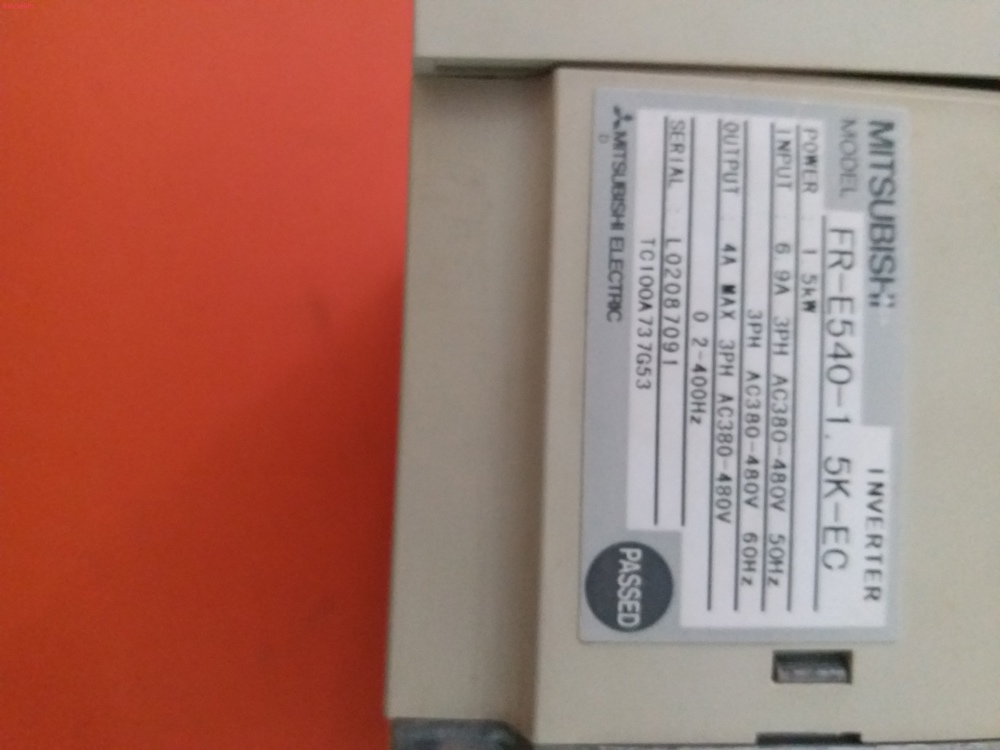 MITSUBISHI
INVERTER
MODEL FR-E540-1.5K-EC
POWER : 1.5kW
INPUT : 6.9A 3PH AC380-480V 50Hz
3PH AC380-480V 60Hz
OUTPUT : 4A MAX 3PH AC380-480V
0.2-400Hz
SERIAL : L02087091
TC100A737G53
MITSUBISHI ELECTRIC
PASSED